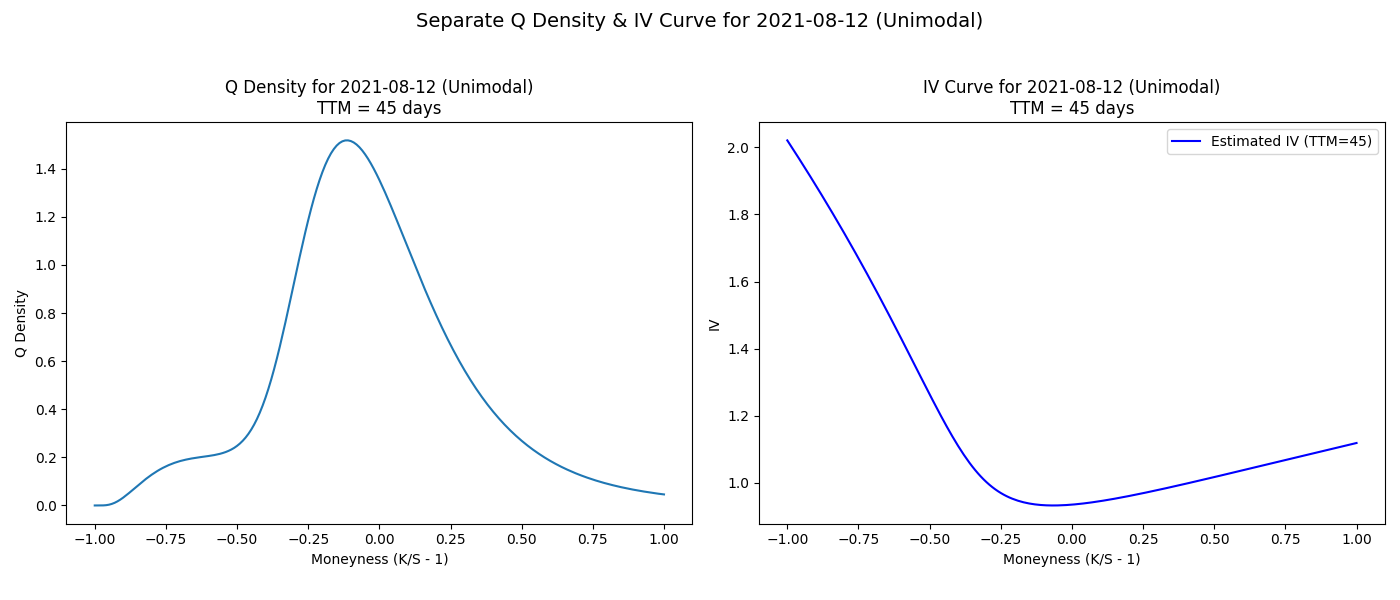 Separate Q Density & IV Curve for 2021-08-12 (Unimodal)
Q Density for 2021-08-12 (Unimodal)
TTM = 45 days
Q Density
1.4
1.2
1.0
0.8
0.6
0.4
0.2
0.0
−1.00 −0.75 −0.50 −0.25 0.00 0.25 0.50 0.75 1.00
Moneyness (K/S - 1)
IV Curve for 2021-08-12 (Unimodal)
TTM = 45 days
Estimated IV (TTM=45)
IV
2.0
1.8
1.6
1.4
1.2
1.0
−1.00 −0.75 −0.50 −0.25 0.00 0.25 0.50 0.75 1.00
Moneyness (K/S - 1)